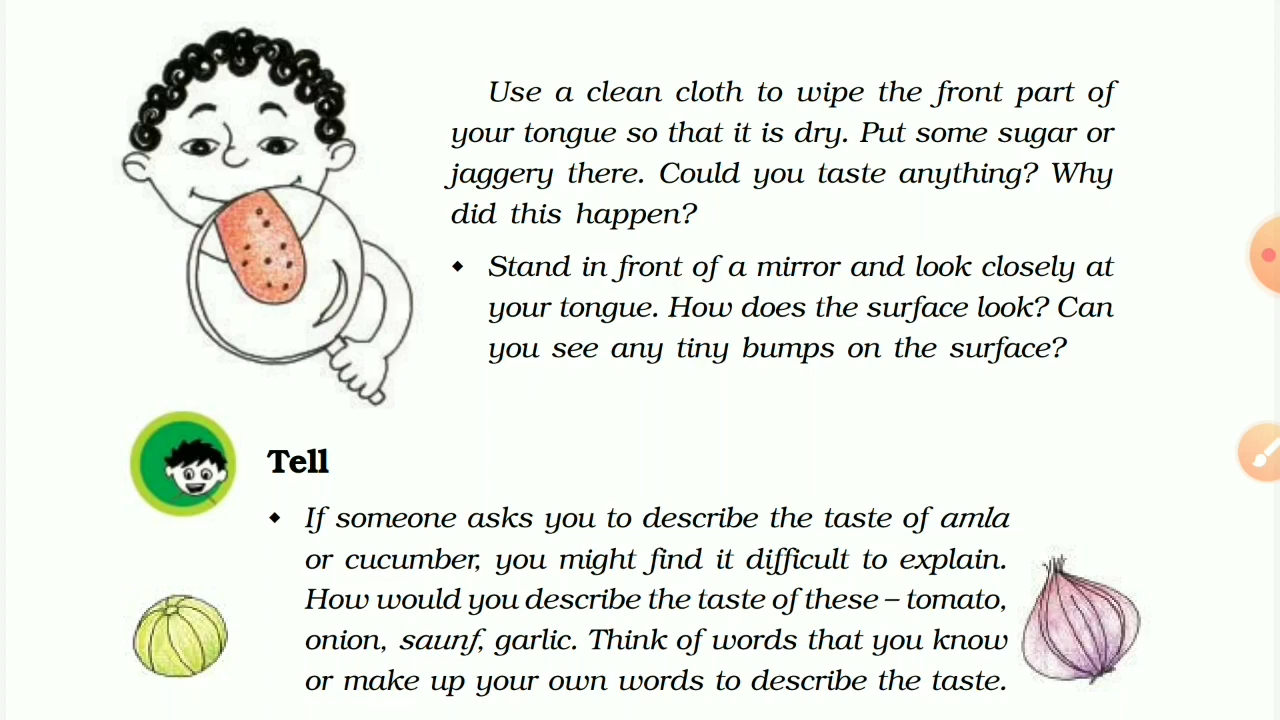 Use a clean cloth to wipe the front part of
your tongue so that it is dry. Put some sugar or
jaggery there. Could you taste anything? Why
did this happen?
◆ Stand in front of a mirror and look closely at
your tongue. How does the surface look? Can
you see any tiny bumps on the surface?
Tell
◆ If someone asks you to describe the taste of amla
or cucumber, you might find it difficult to explain.
How would you describe the taste of these – tomato,
onion, saunf, garlic. Think of words that you know
or make up your own words to describe the taste.